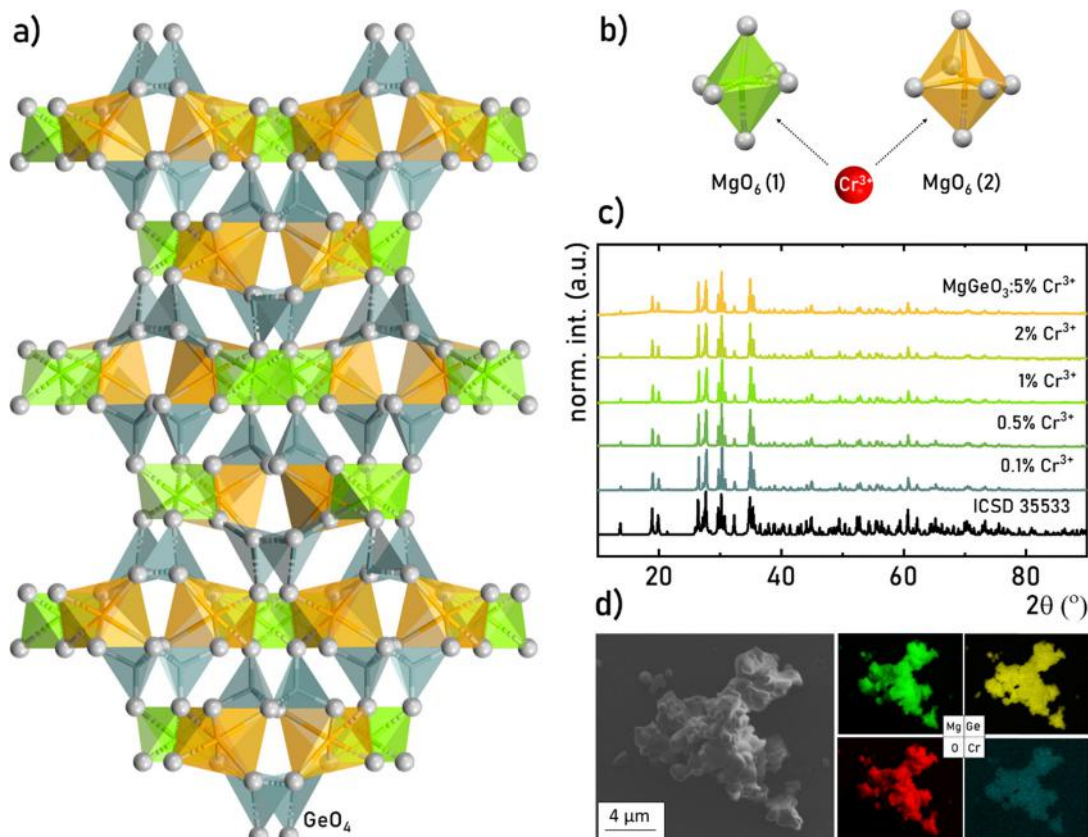 a)
GeO₄
b)
Cr³⁺
MgO₆ (1)
MgO₆ (2)
c)
norm. int. (a.u.)
MgGeO₃:5% Cr³⁺
2% Cr³⁺
1% Cr³⁺
0.5% Cr³⁺
0.1% Cr³⁺
ICSD 35533
20
40
60
80
2θ (°)
d)
4 μm
Mg Ge
O Cr